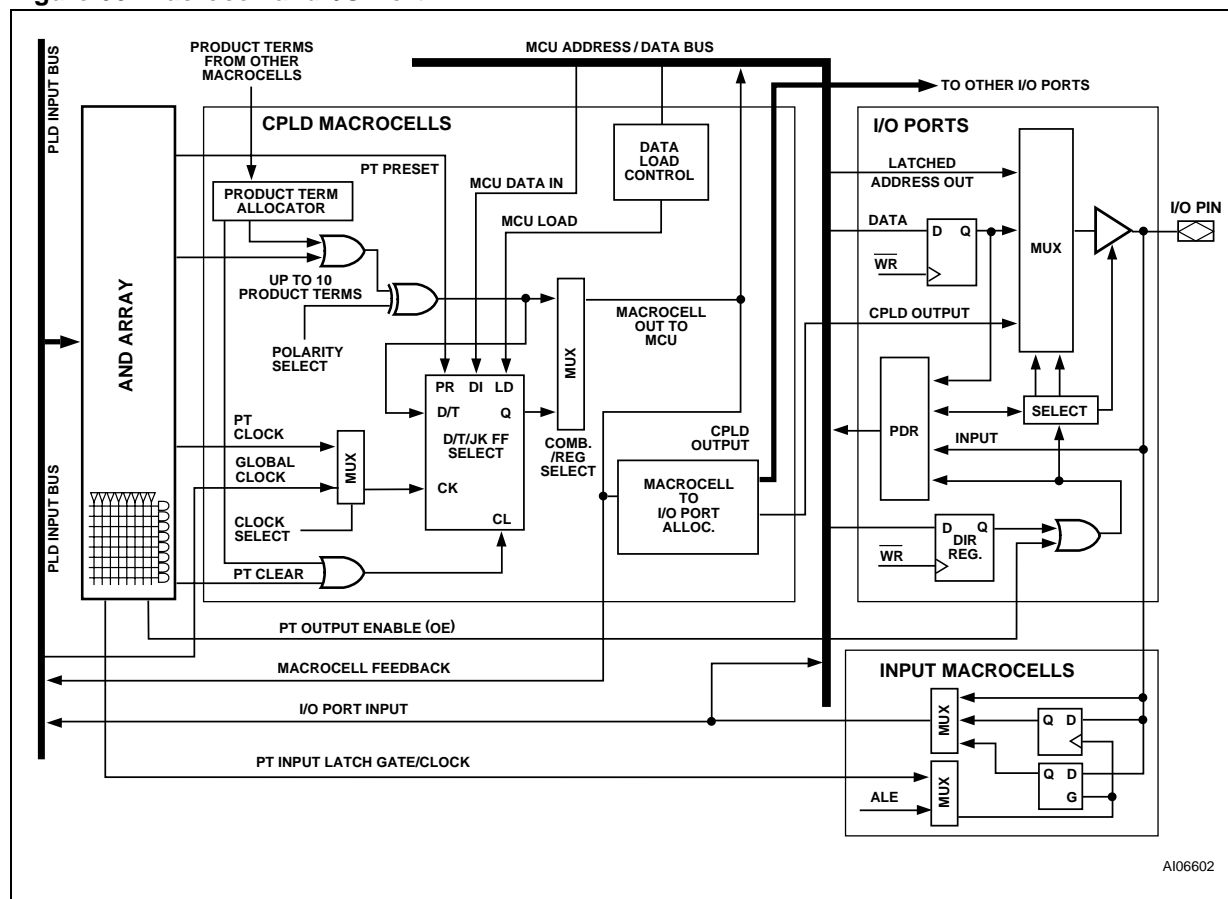 PRODUCT TERMS
FROM OTHER
MACROCELLS
MCU ADDRESS / DATA BUS
TO OTHER I/O PORTS
PLD INPUT BUS
AND ARRAY
PLD INPUT BUS
CPLD MACROCELLS
PT PRESET
MCU DATA IN
MCU LOAD
DATA
LOAD
CONTROL
PRODUCT TERM
ALLOCATOR
UP TO 10
PRODUCT TERMS
POLARITY
SELECT
PR DI LD
D/T Q
D/T/JK FF
SELECT
CK
CL
MUX
COMB.
/REG
SELECT
MACROCELL
OUT TO
MCU
PT
CLOCK
GLOBAL
CLOCK
CLOCK
SELECT
MUX
PT CLEAR
CPLD
OUTPUT
MACROCELL
TO
I/O PORT
ALLOC.
I/O PORTS
LATCHED
ADDRESS OUT
DATA
D Q
WR
MUX
I/O PIN
CPLD OUTPUT
PDR
SELECT
INPUT
D Q
DIR
REG.
WR
PT OUTPUT ENABLE (OE)
MACROCELL FEEDBACK
I/O PORT INPUT
PT INPUT LATCH GATE/CLOCK
INPUT MACROCELLS
MUX
Q D
Q D
G
MUX
ALE
AI06602